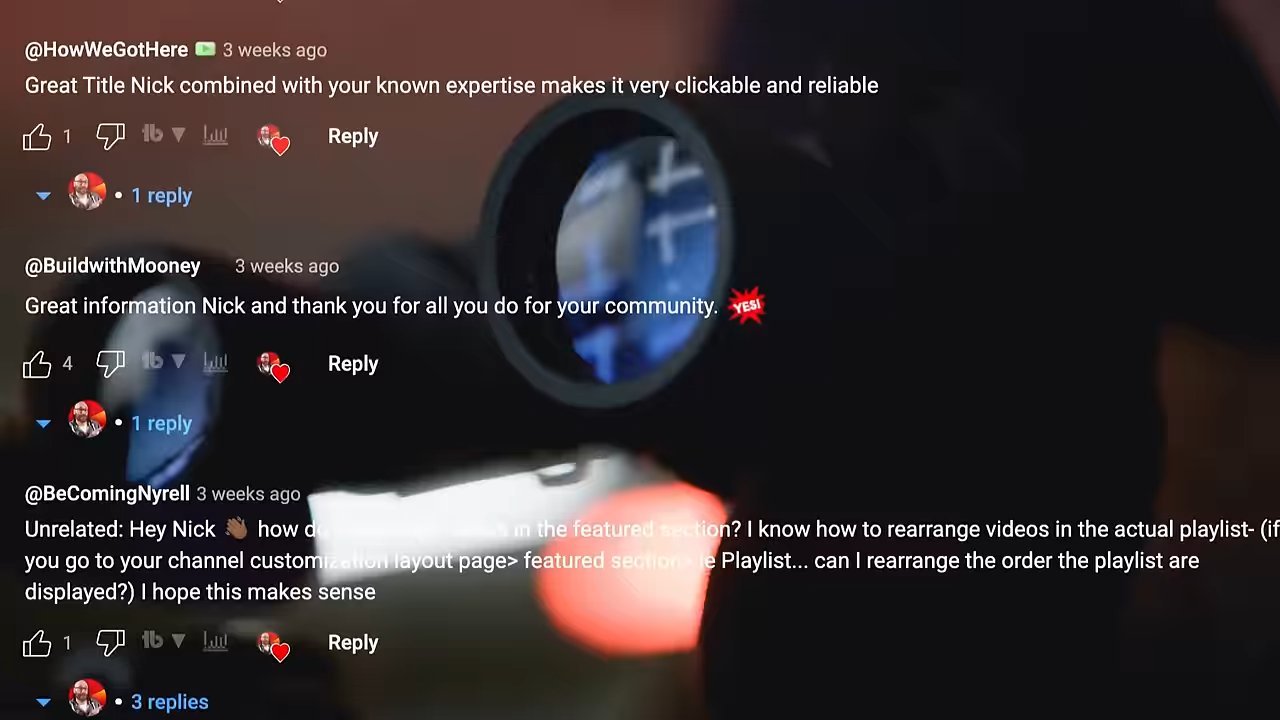 @HowWeGotHere 3 weeks ago
Great Title Nick combined with your known expertise makes it very clickable and reliable
1 Reply
• 1 reply
@BuildwithMooney 3 weeks ago
Great information Nick and thank you for all you do for your community. YES!
4 Reply
• 1 reply
@BeComingNyrell 3 weeks ago
Unrelated: Hey Nick 👋🏾 how in the featured section? I know how to rearrange videos in the actual playlist- (if
you go to your channel customization layout page> featured section> ie Playlist... can I rearrange the order the playlist are
displayed?) I hope this makes sense
1 Reply
• 3 replies